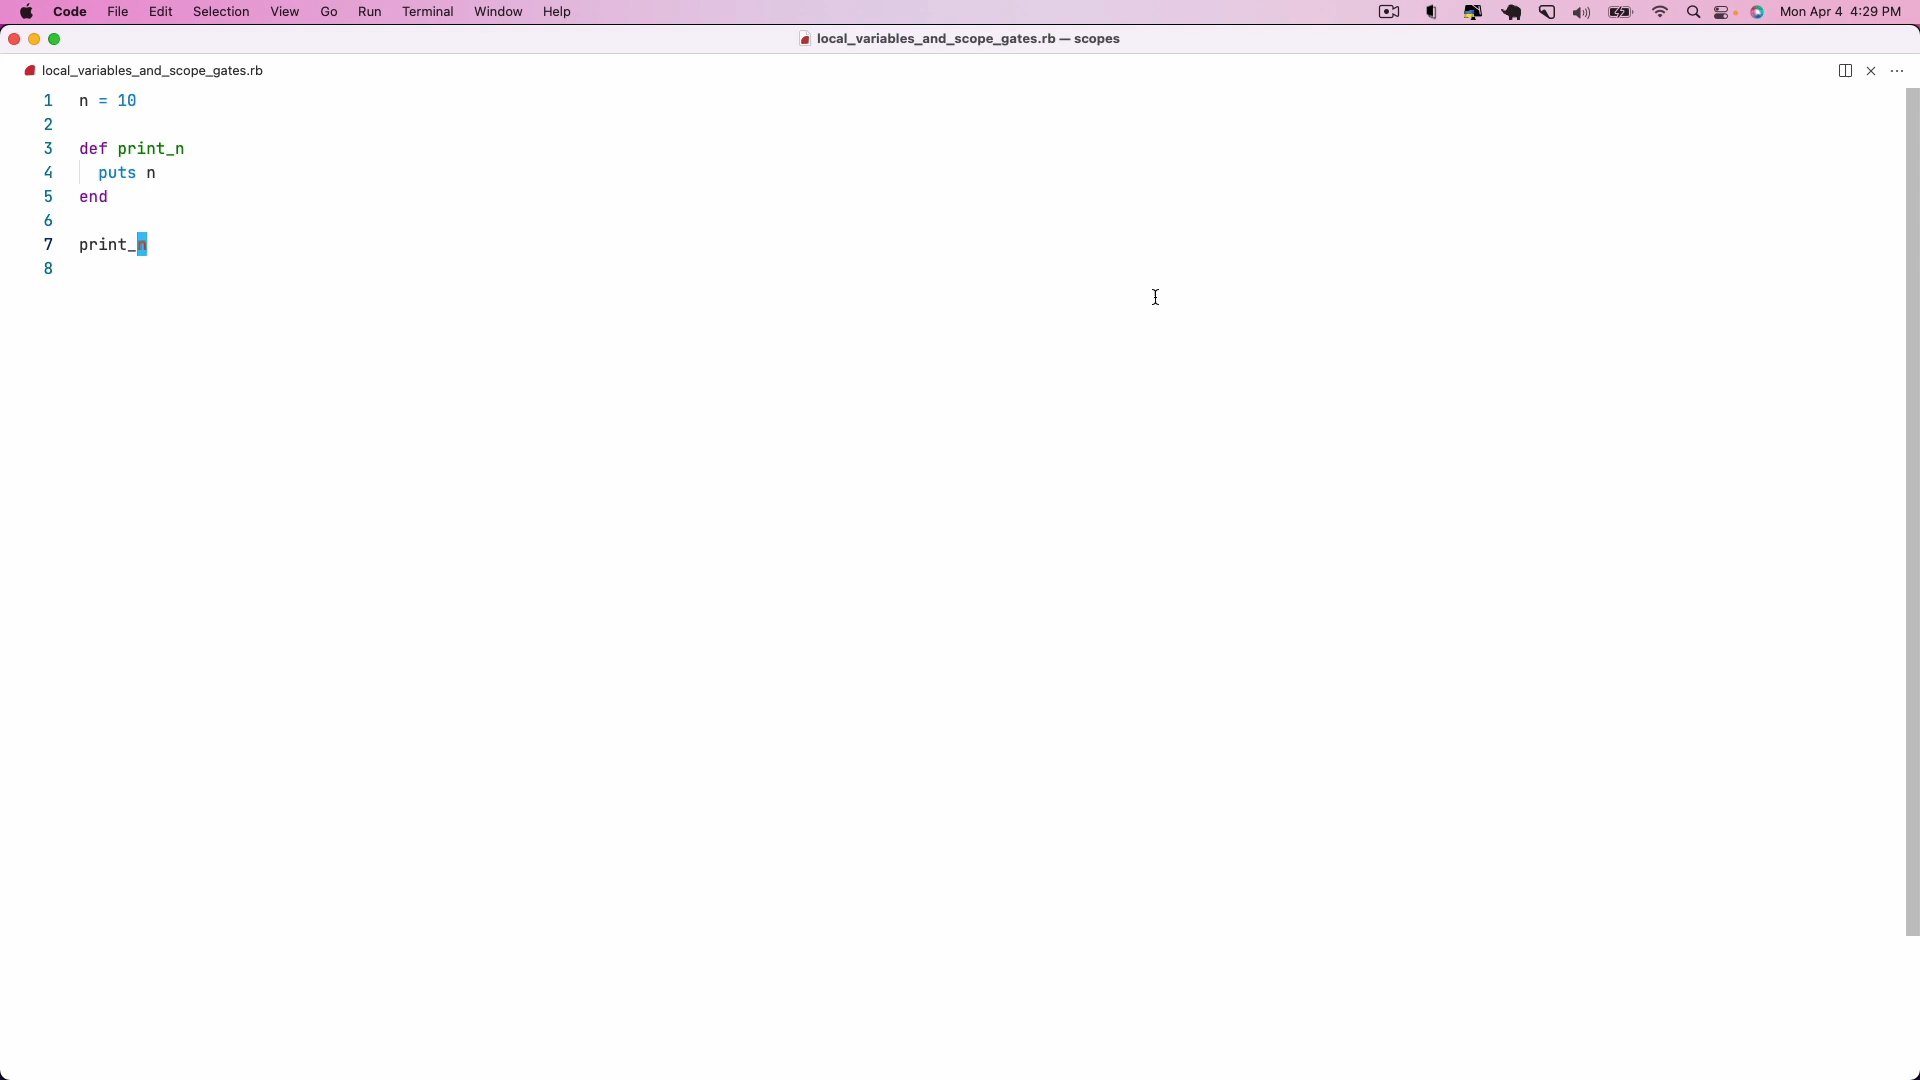 Code File Edit Selection View Go Run Terminal Window Help Mon Apr 4 4:29 PM
local_variables_and_scope_gates.rb — scopes
local_variables_and_scope_gates.rb
1 n = 10
2
3 def print_n
4 puts n
5 end
6
7 print_n
8